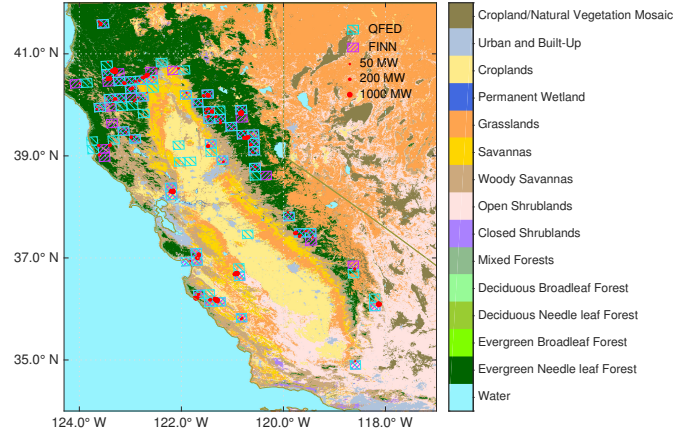 41.0° N
39.0° N
37.0° N
35.0° N
124.0° W
122.0° W
120.0° W
118.0° W
QFED
FINN
50 MW
200 MW
1000 MW
Cropland/Natural Vegetation Mosaic
Urban and Built-Up
Croplands
Permanent Wetland
Grasslands
Savannas
Woody Savannas
Open Shrublands
Closed Shrublands
Mixed Forests
Deciduous Broadleaf Forest
Deciduous Needle leaf Forest
Evergreen Broadleaf Forest
Evergreen Needle leaf Forest
Water